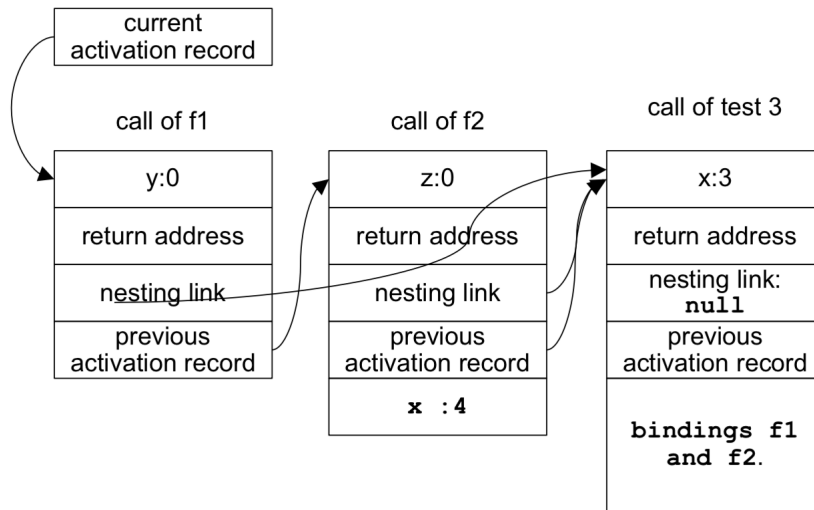 current
activation record
call of f1
call of f2
call of test 3
y:0
z:0
x:3
return address
return address
return address
nesting link
nesting link
nesting link:
null
previous
activation record
previous
activation record
previous
activation record
x :4
bindings f1
and f2.